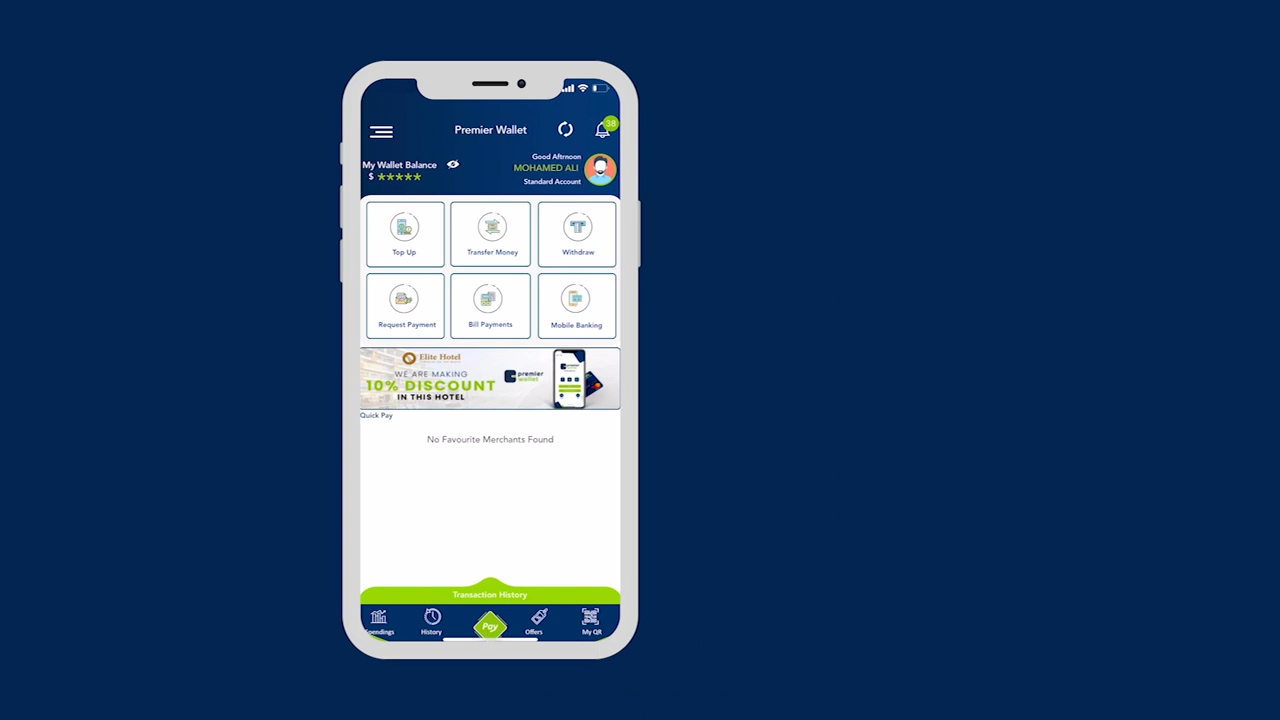 Premier Wallet
38
My Wallet Balance
$ *****
Good Aftrnoon
MOHAMED ALI
Standard Account
Top Up
Transfer Money
Withdraw
Request Payment
Bill Payments
Mobile Banking
Elite Hotel
WE ARE MAKING
10% DISCOUNT
IN THIS HOTEL
premier
wallet
Quick Pay
No Favourite Merchants Found
Transaction History
Spendings
History
Pay
Offers
My QR